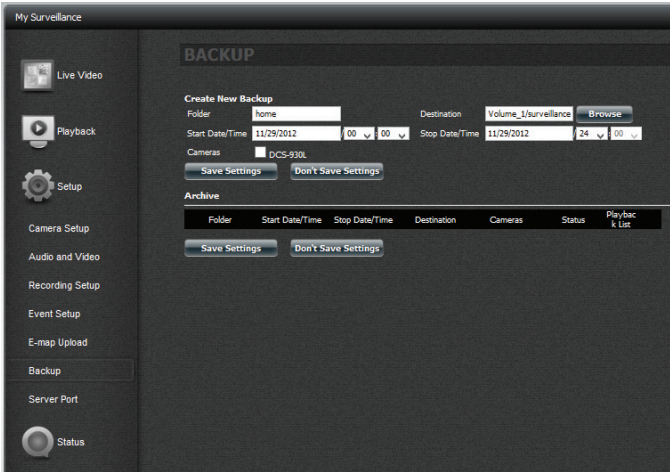 My Surveillance
Live Video
Playback
Setup
Camera Setup
Audio and Video
Recording Setup
Event Setup
E-map Upload
Backup
Server Port
Status
BACKUP
Create New Backup
Folder home Destination Volume_1/surveillance Browse
Start Date/Time 11/29/2012 / 00 : 00 Stop Date/Time 11/29/2012 / 24 : 00
Cameras DCS-930L
Save Settings Don't Save Settings
Archive
Folder Start Date/Time Stop Date/Time Destination Cameras Status Playbac
k List
Save Settings Don't Save Settings